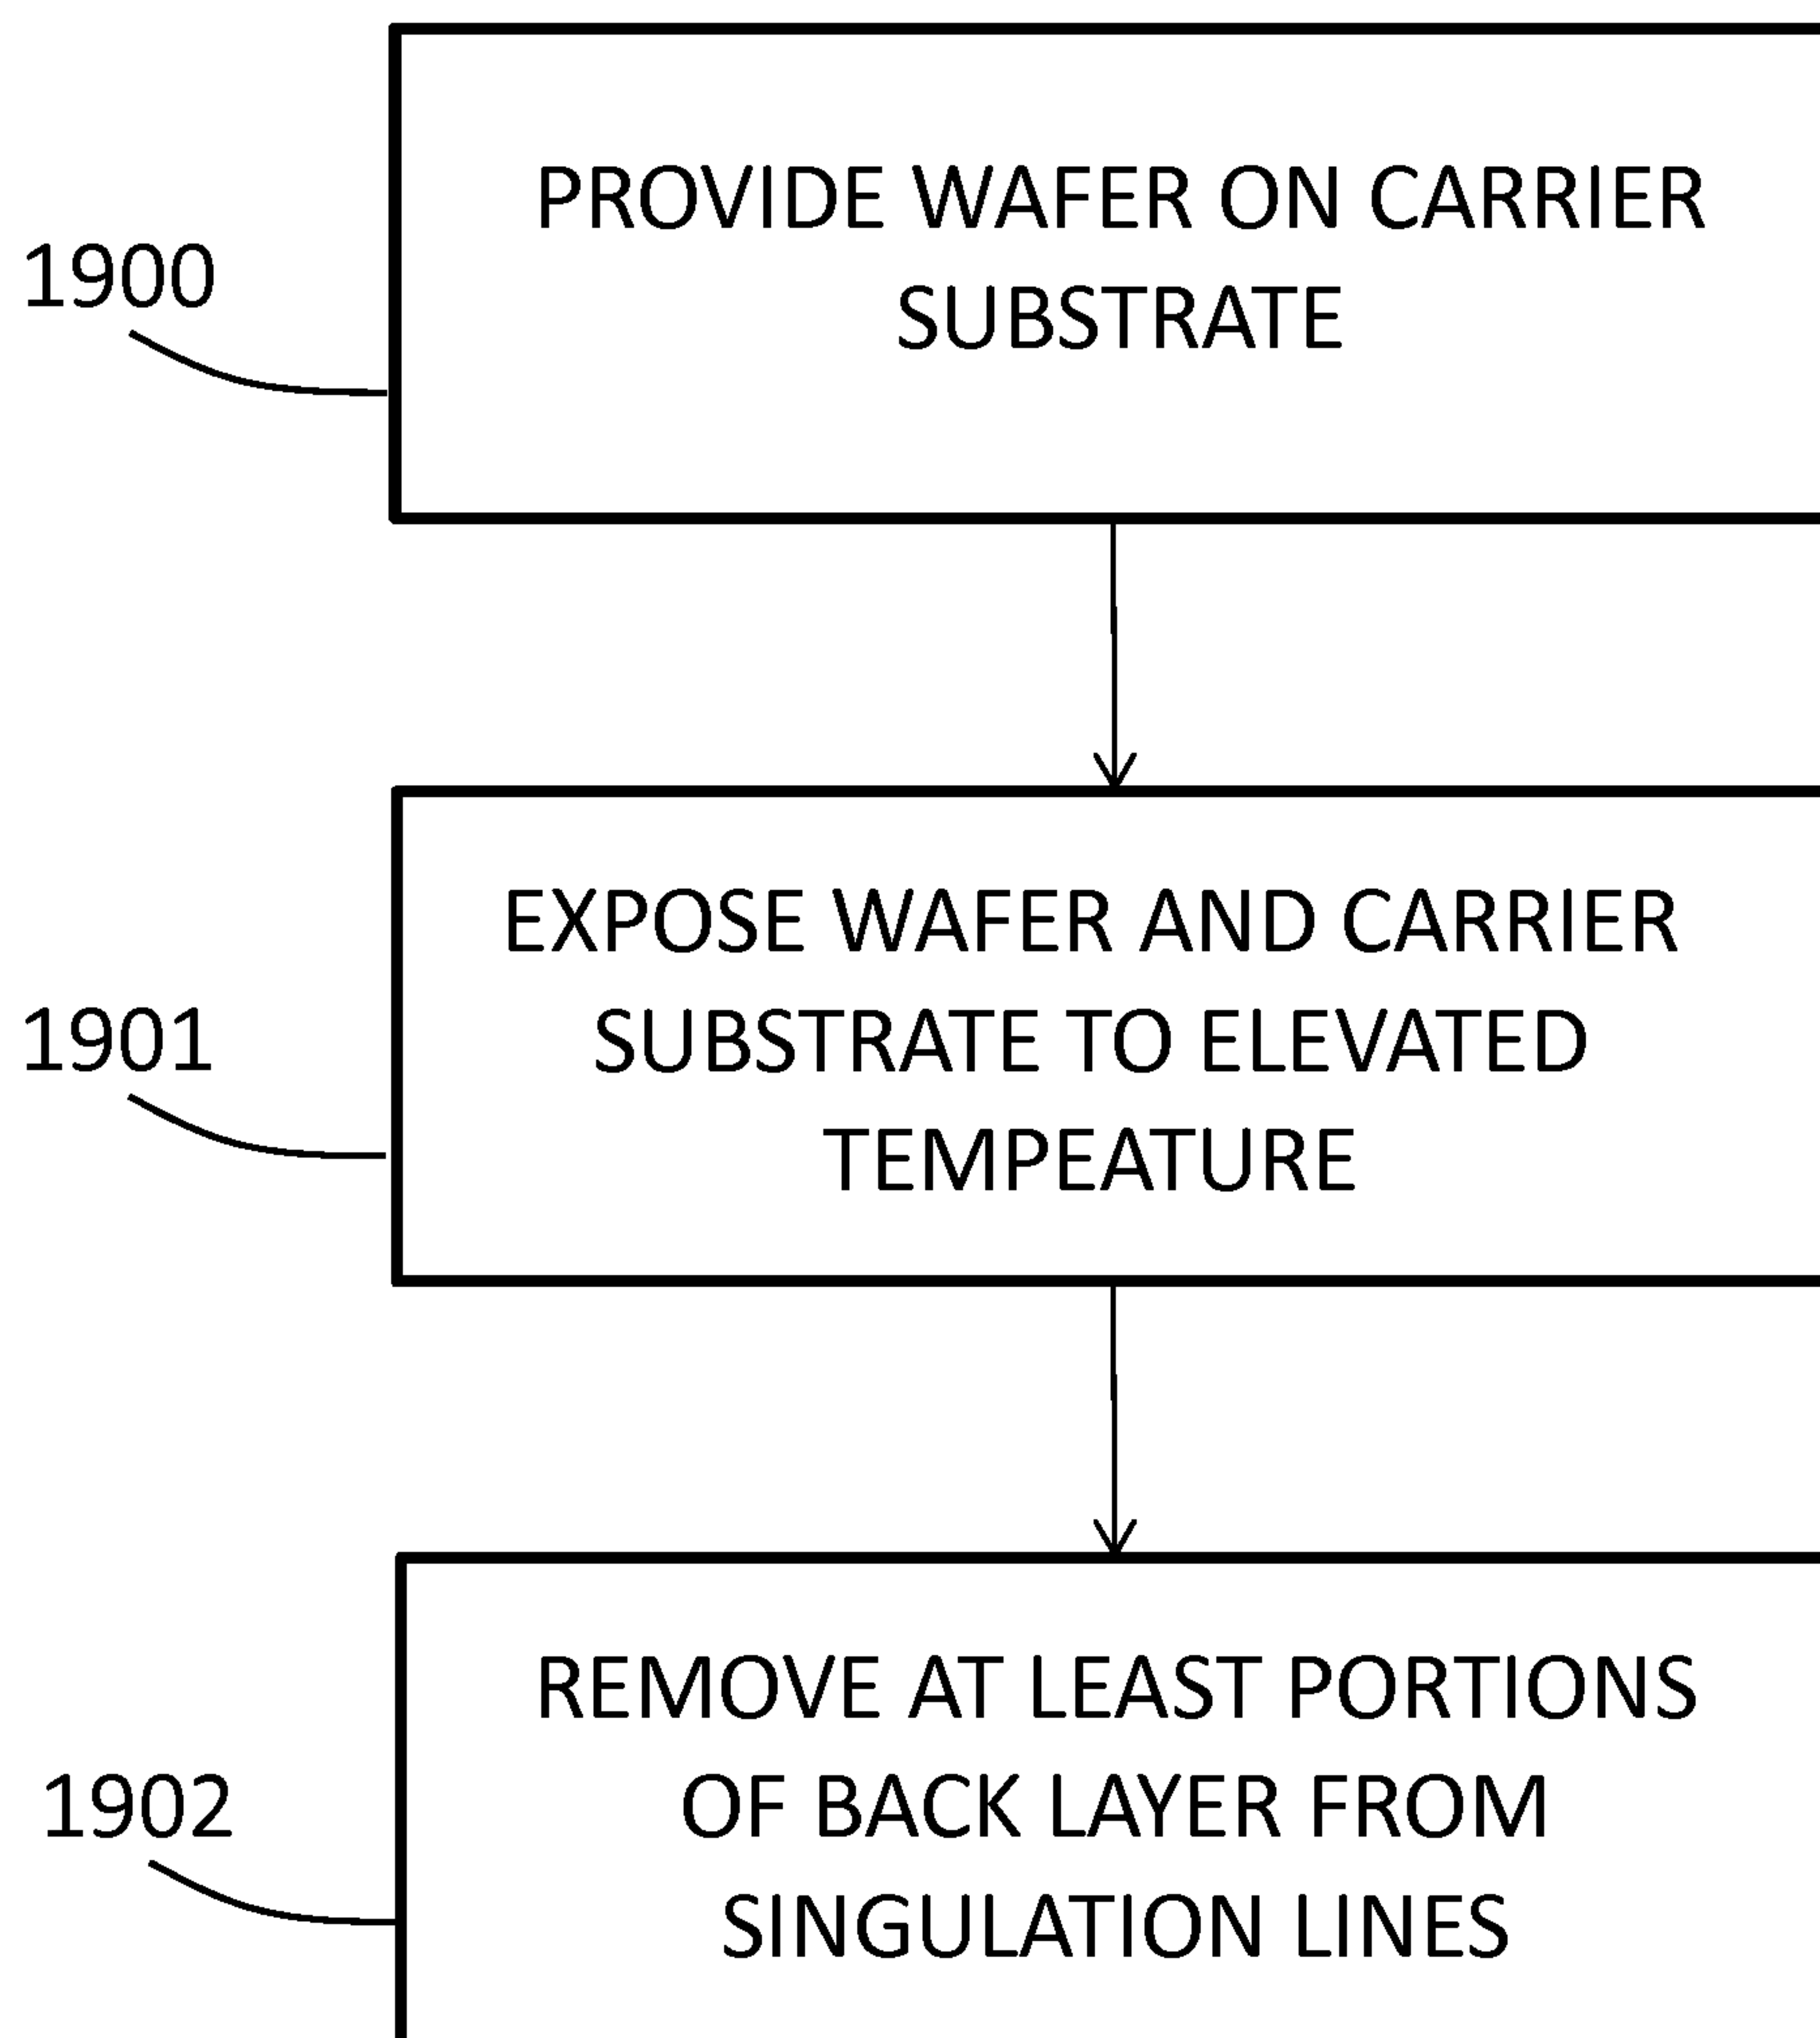 PROVIDE WAFER ON CARRIER
SUBSTRATE
1900
EXPOSE WAFER AND CARRIER
SUBSTRATE TO ELEVATED
TEMPEATURE
1901
REMOVE AT LEAST PORTIONS
OF BACK LAYER FROM
SINGULATION LINES
1902